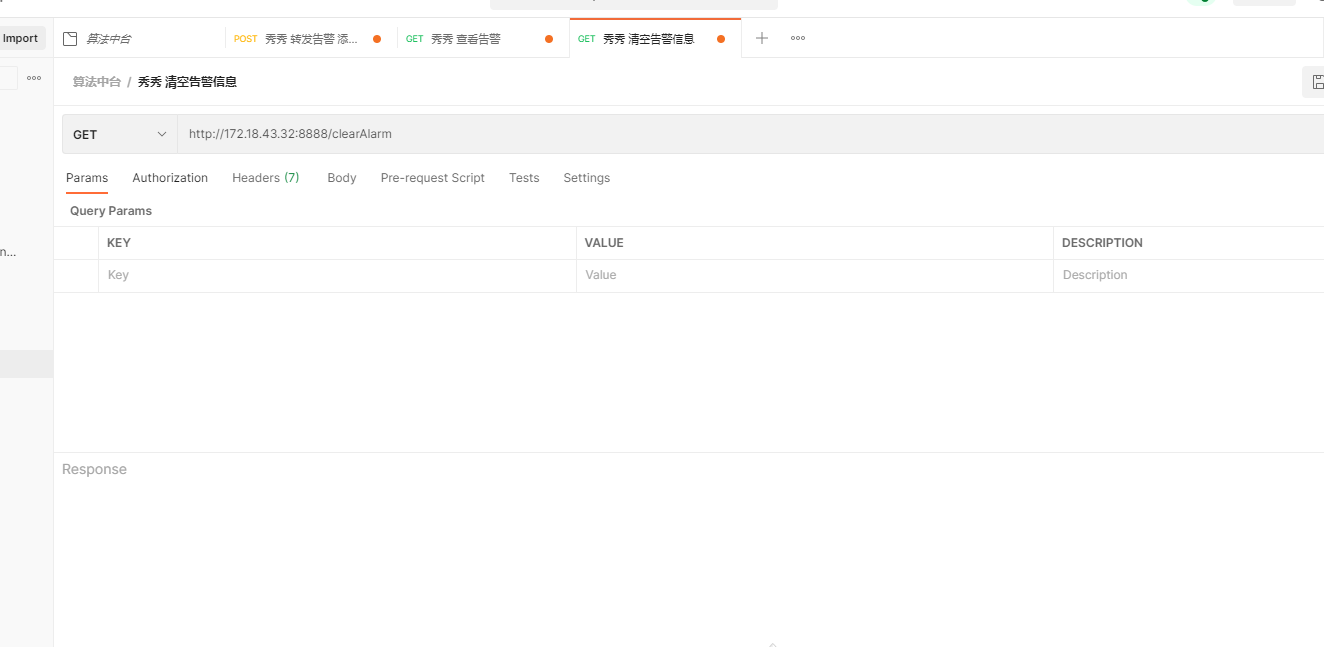 Import
算法中台
POST 秀秀 转发告警 添...
GET 秀秀 查看告警
GET 秀秀 清空告警信息
算法中台 / 秀秀 清空告警信息
GET http://172.18.43.32:8888/clearAlarm
Params Authorization Headers (7) Body Pre-request Script Tests Settings
Query Params
n...
KEY VALUE DESCRIPTION
Key Value Description
Response